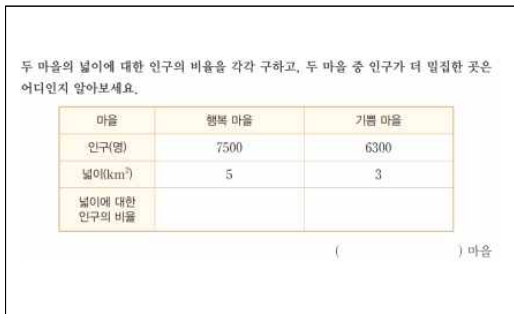 두 마을의 넓이에 대한 인구의 비율을 각각 구하고, 두 마을 중 인구가 더 밀집한 곳은
어디인지 알아보세요.
마을 행복 마을 기쁨 마을
인구(명) 7500 6300
넓이(km²) 5 3
넓이에 대한
인구의 비율
( ) 마을